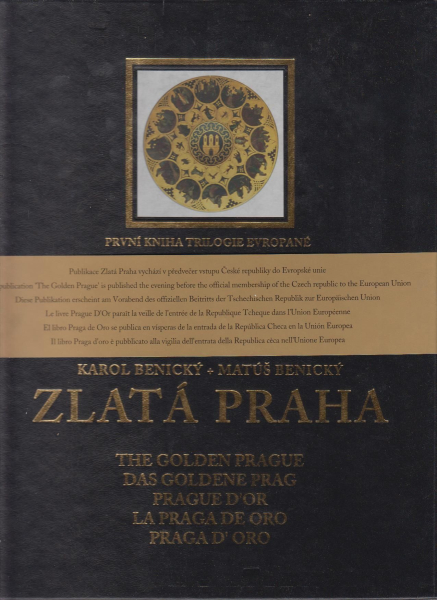 PRVNÍ KNIHA TRILOGIE EVROPANÉ
Publikace Zlatá Praha vychází v předvečer vstupu České republiky do Evropské unie
publication 'The Golden Prague' is published the evening before the official membership of the Czech republic to the European Union
Diese Publikation erscheint am Vorabend des offiziellen Beitritts der Tschechischen Republik zur Europäischen Union
Le livre Prague D'Or paraît la veille de l'entrée de la Republique Tcheque dans l'Union Européenne
El libro Praga de Oro se publica en vísperas de la entrada de la República Checa en la Unión Europea
Il libro Praga d'oro è pubblicato alla vigilia dell'entrata della Republica ceca nell'Unione Europea
KAROL BENICKÝ + MATÚŠ BENICKÝ
ZLATÁ PRAHA
THE GOLDEN PRAGUE
DAS GOLDENE PRAG
PRAGUE D'OR
LA PRAGA DE ORO
PRAGA D' ORO